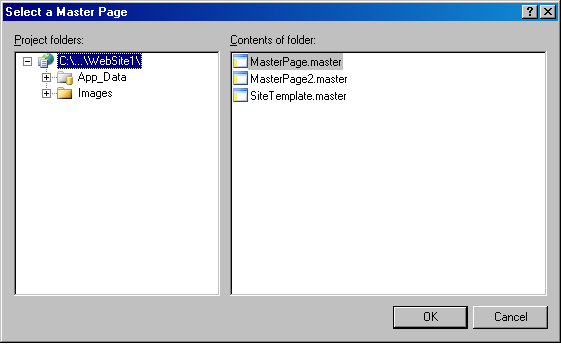 Select a Master Page
Project folders:
C:\...\WebSite1\
App_Data
Images
Contents of folder:
MasterPage.master
MasterPage2.master
SiteTemplate.master
OK
Cancel